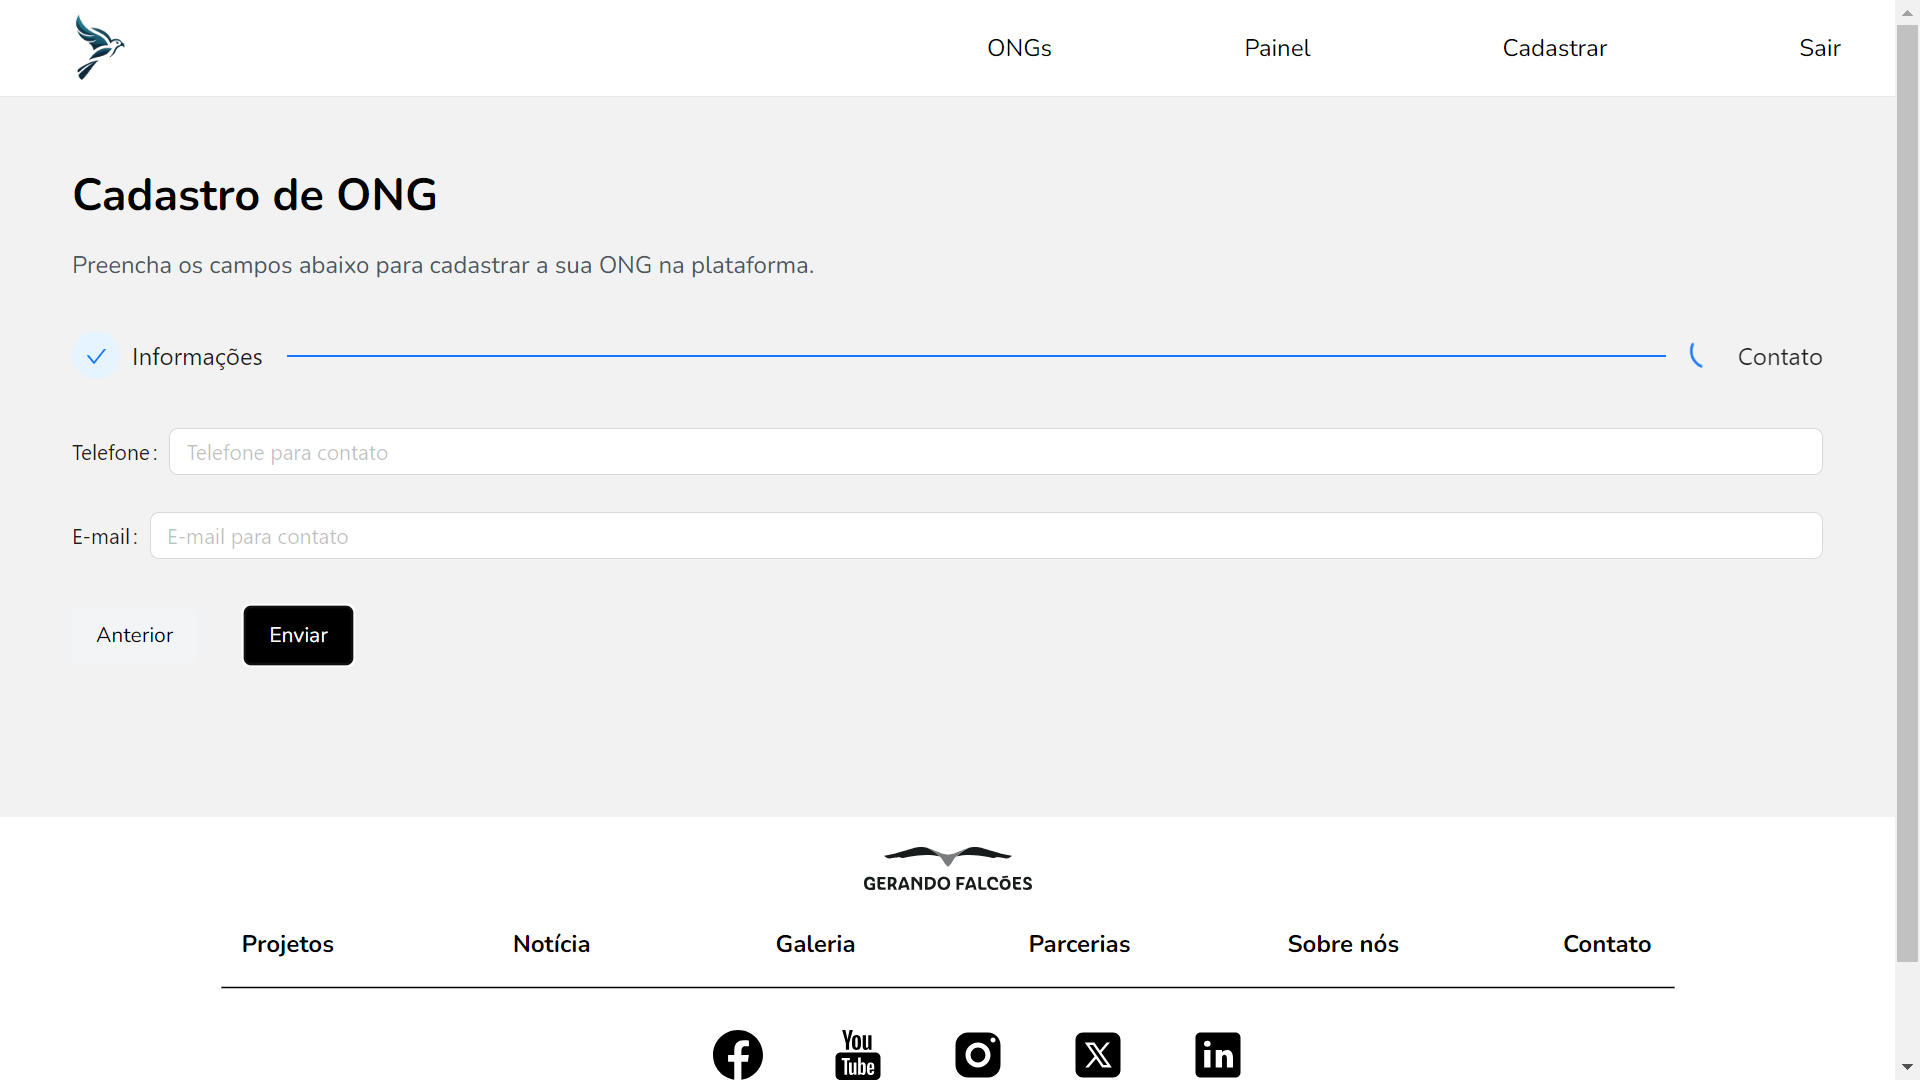 ONGs Painel Cadastrar Sair
Cadastro de ONG
Preencha os campos abaixo para cadastrar a sua ONG na plataforma.
Informações Contato
Telefone: Telefone para contato
E-mail: E-mail para contato
Anterior Enviar
GERANDO FALCÕES
Projetos Notícia Galeria Parcerias Sobre nós Contato
You
Tube
in